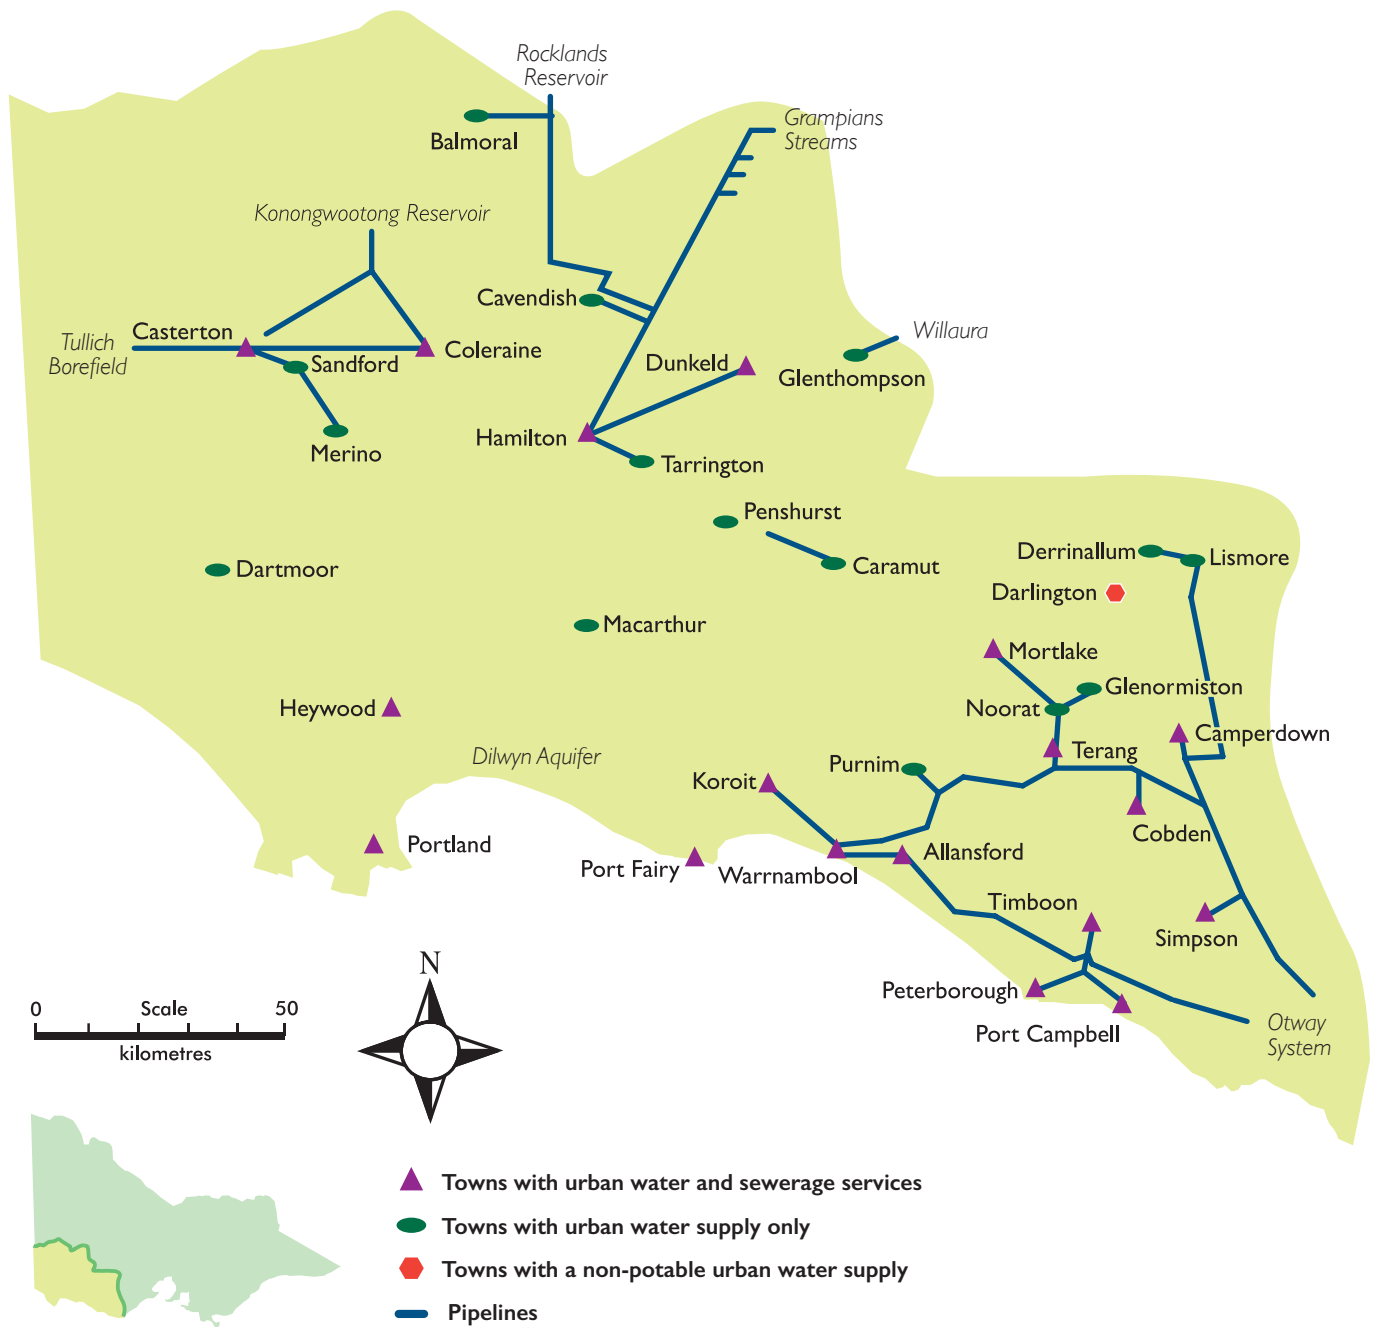 Rocklands
Reservoir
Grampians
Streams
Balmoral
Konongwootong Reservoir
Cavendish
Casterton
Tullich
Borefield
Willaura
Coleraine
Sandford
Dunkeld
Glenthompson
Hamilton
Merino
Tarrington
Penshurst
Derrinallum
Lismore
Caramut
Dartmoor
Darlington
Macarthur
Mortlake
Glenormiston
Heywood
Noorat
Camperdown
Dilwyn Aquifer
Terang
Purnim
Koroit
Cobden
Portland
Allansford
Port Fairy
Warrnambool
Timboon
Simpson
N
Peterborough
0 Scale 50
kilometres
Port Campbell
Otway
System
Towns with urban water and sewerage services
Towns with urban water supply only
Towns with a non-potable urban water supply
Pipelines